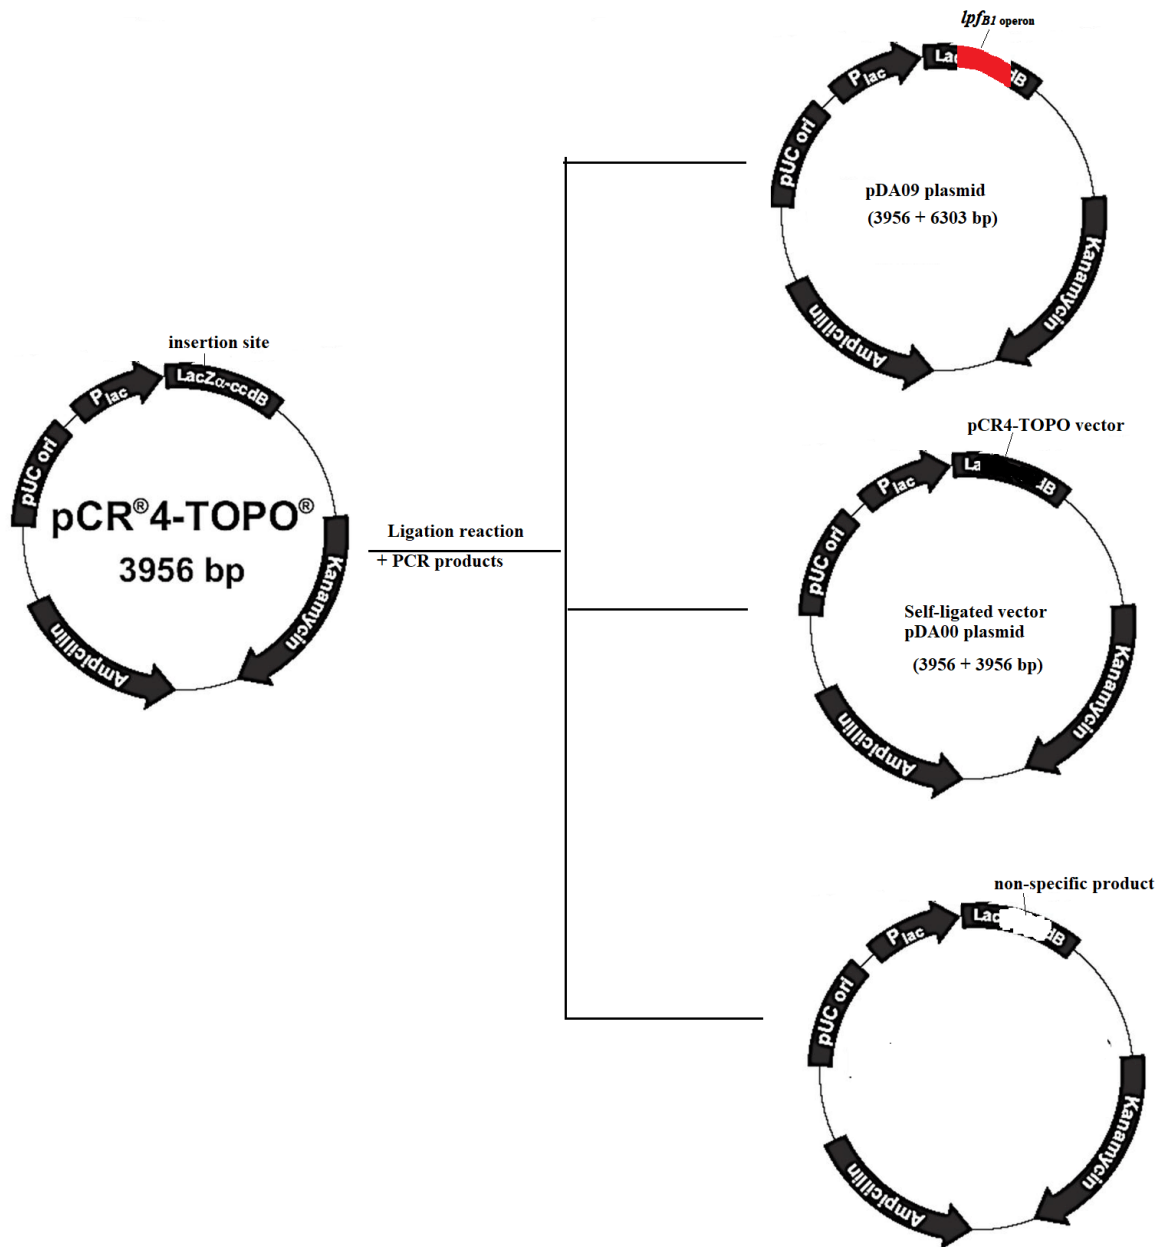 insertion site
LacZα-ccdB
Plac
pUC ori
pCR®4-TOPO®
3956 bp
Kanamycin
Ampicillin
Ligation reaction
+ PCR products
lpfB1 operon
Lac
dB
Plac
pUC ori
pDA09 plasmid
(3956 + 6303 bp)
Kanamycin
Ampicillin
pCR4-TOPO vector
La
B
Plac
pUC ori
Self-ligated vector
pDA00 plasmid
(3956 + 3956 bp)
Kanamycin
Ampicillin
non-specific product
Lac
dB
Plac
pUC ori
Kanamycin
Ampicillin